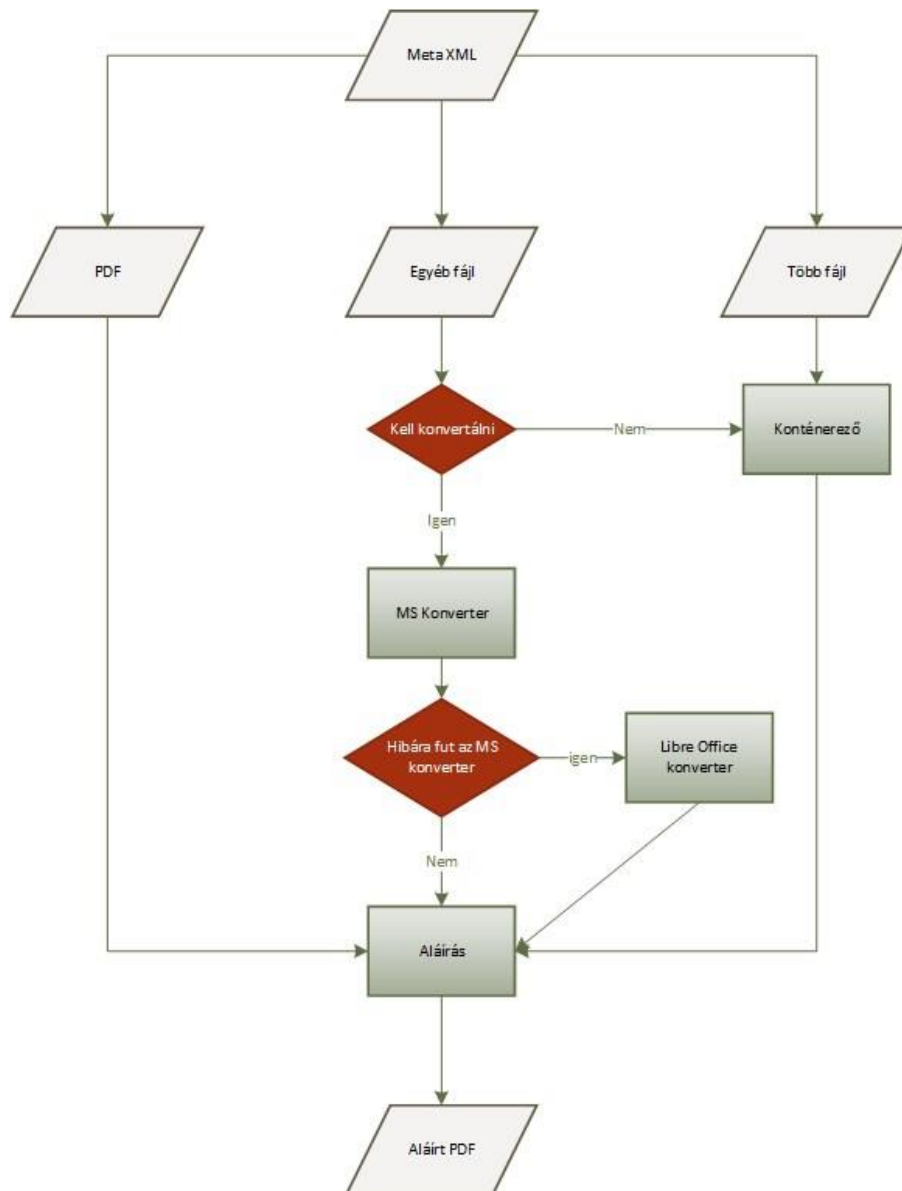 Meta XML
PDF
Egyéb fájl
Több fájl
Kell konvertálni
Nem
Konténerező
Igen
MS Konverter
Hibára fut az MS
konverter
igen
Libre Office
konverter
Nem
Aláírás
Aláírt PDF